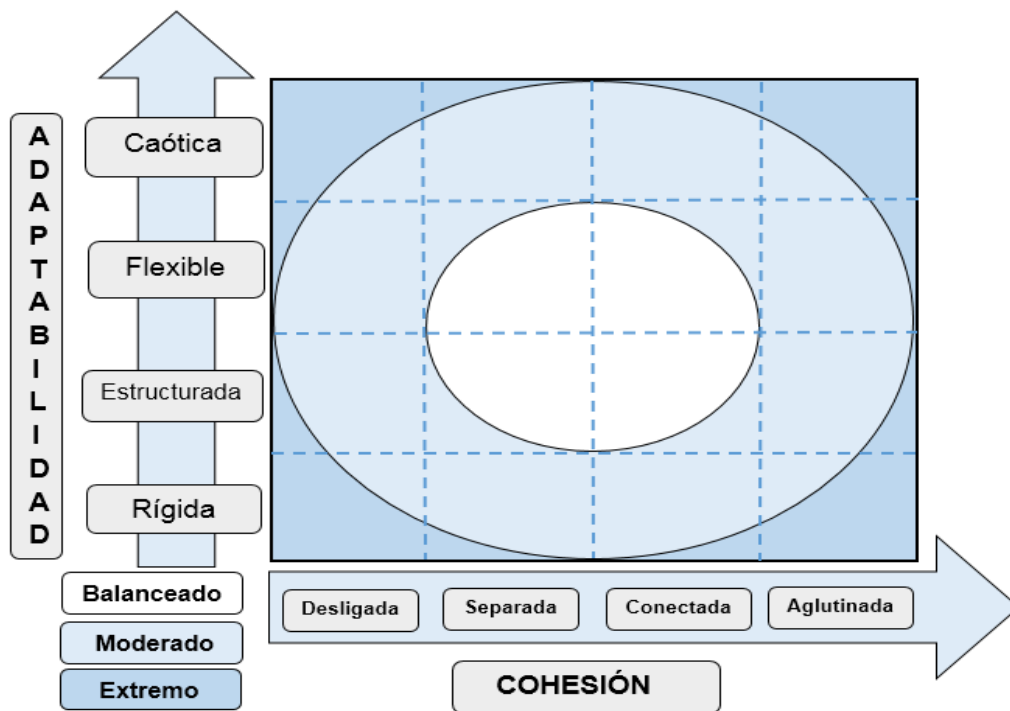 ADAPTABILIDAD
Caótica
Flexible
Estructurada
Rígida
Balanceado
Moderado
Extremo
Desligada
Separada
Conectada
Aglutinada
COHESIÓN